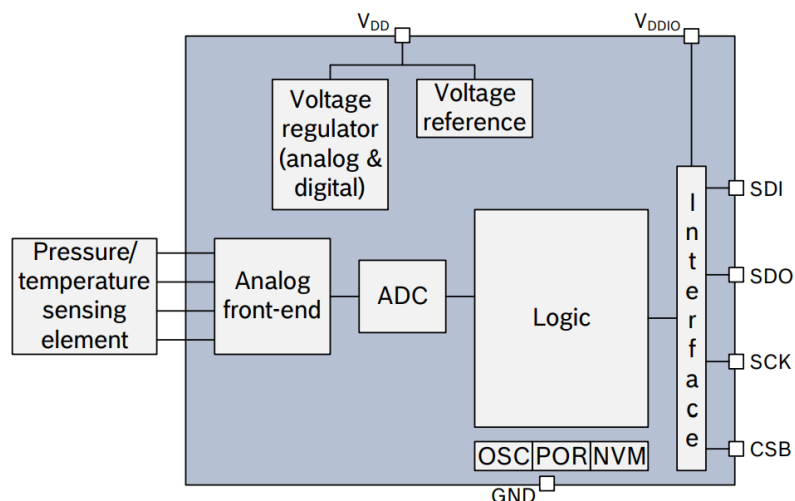 VDD
VDDIO
Voltage
regulator
(analog &
digital)
Voltage
reference
Pressure/
temperature
sensing
element
Analog
front-end
ADC
Logic
Interface
SDI
SDO
SCK
CSB
OSC POR NVM
GND